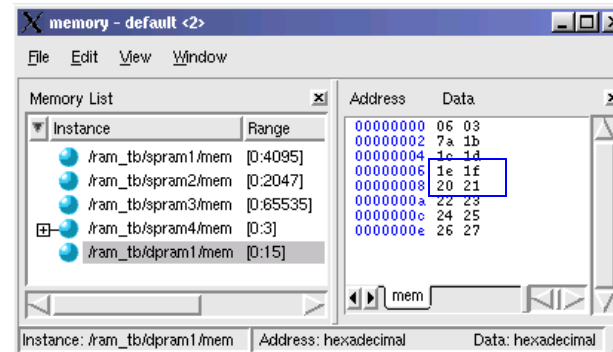 memory - default <2>
File Edit View Window
Memory List
Instance Range
/ram_tb/spram1/mem [0:4095]
/ram_tb/spram2/mem [0:2047]
/ram_tb/spram3/mem [0:65535]
/ram_tb/spram4/mem [0:3]
/ram_tb/dpram1/mem [0:15]
Address Data
00000000 06 03
00000002 7a 1b
00000004 1c 1d
00000006 1e 1f
00000008 20 21
0000000a 22 23
0000000c 24 25
0000000e 26 27
mem
Instance: /ram_tb/dpram1/mem Address: hexadecimal Data: hexadecimal